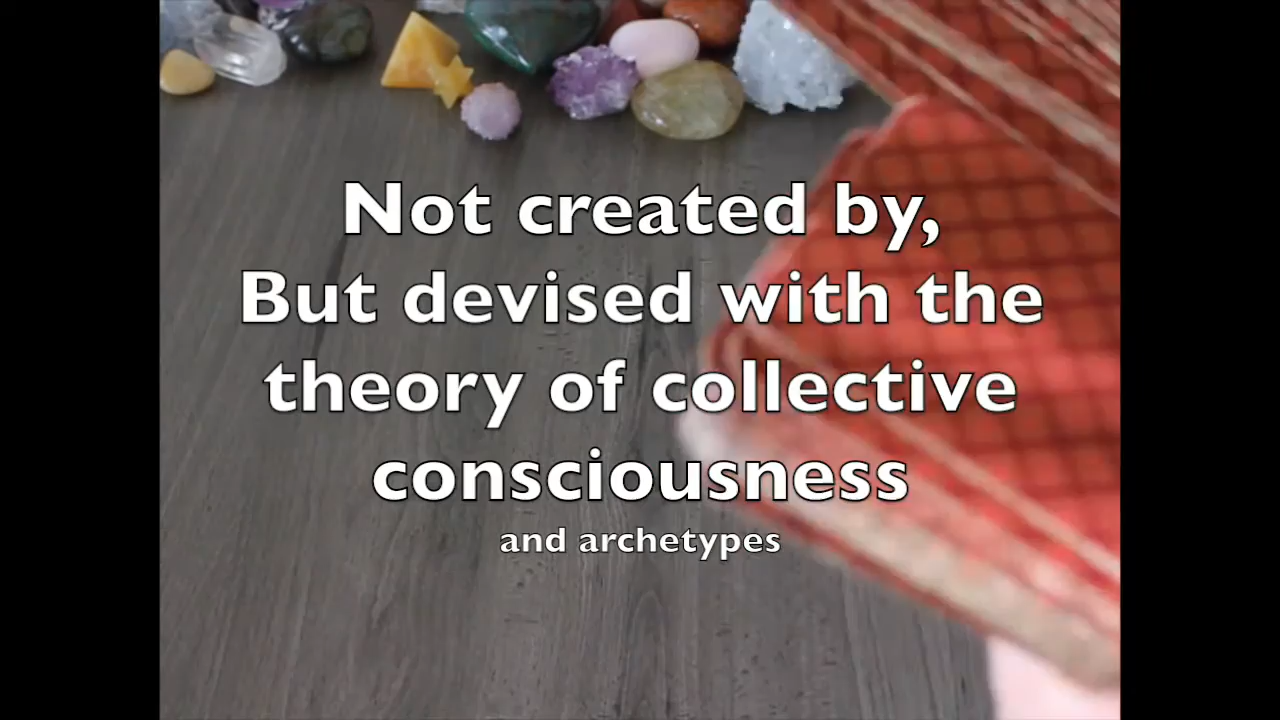 Not created by,
But devised with the
theory of collective
consciousness
and archetypes